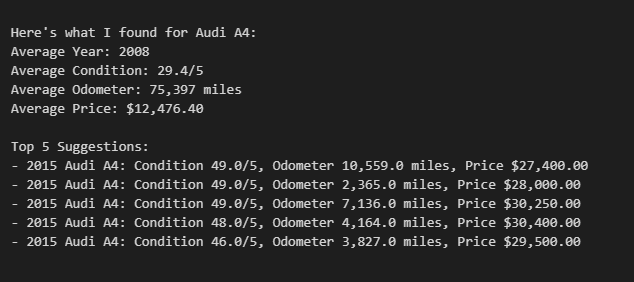 Here's what I found for Audi A4:
Average Year: 2008
Average Condition: 29.4/5
Average Odometer: 75,397 miles
Average Price: $12,476.40
Top 5 Suggestions:
- 2015 Audi A4: Condition 49.0/5, Odometer 10,559.0 miles, Price $27,400.00
- 2015 Audi A4: Condition 49.0/5, Odometer 2,365.0 miles, Price $28,000.00
- 2015 Audi A4: Condition 49.0/5, Odometer 7,136.0 miles, Price $30,250.00
- 2015 Audi A4: Condition 48.0/5, Odometer 4,164.0 miles, Price $30,400.00
- 2015 Audi A4: Condition 46.0/5, Odometer 3,827.0 miles, Price $29,500.00